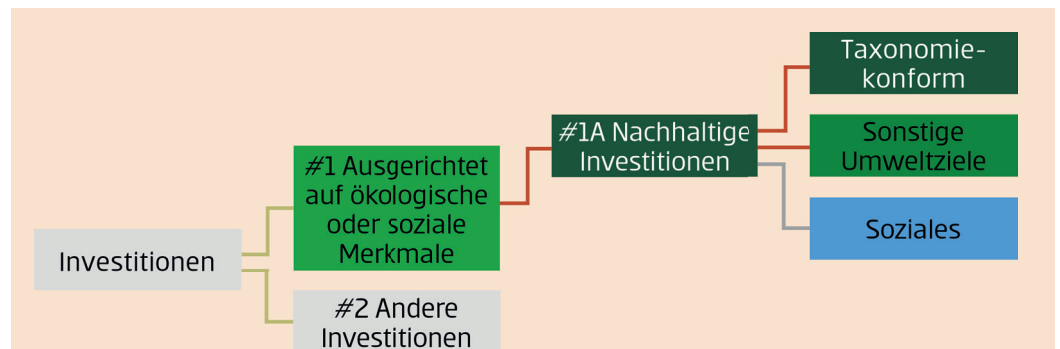 Investitionen
#1 Ausgerichtet
auf ökologische
oder soziale
Merkmale
#2 Andere
Investitionen
#1A Nachhaltige
Investitionen
Taxonomie-
konform
Sonstige
Umweltziele
Soziales